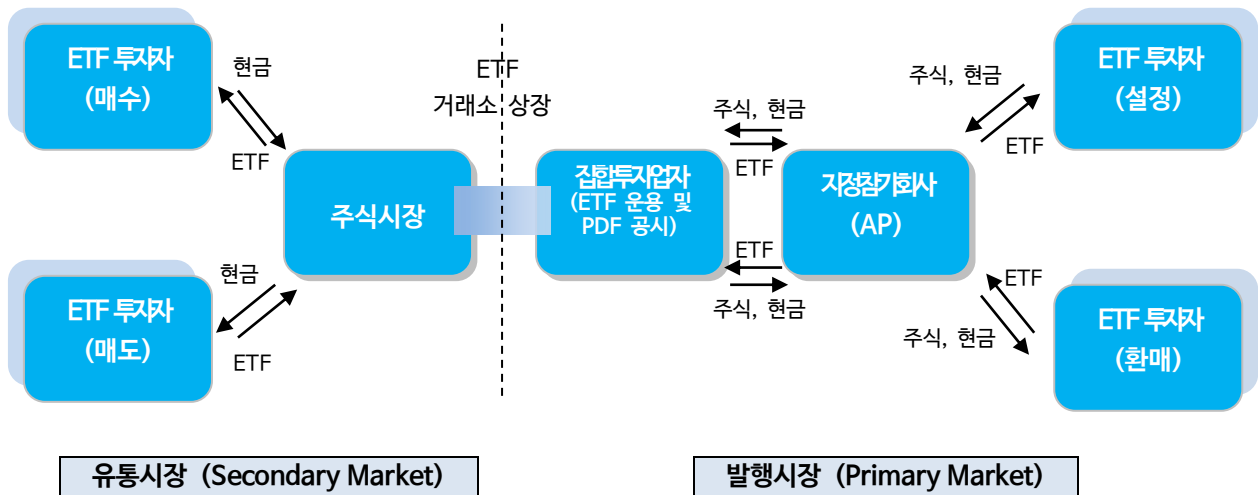 ETF 투자자
(매수)
현금
ETF
ETF 투자자
(매도)
현금
ETF
주식시장
ETF
거래소 상장
집합투자업자
(ETF 운용 및
PDF 공시)
주식, 현금
ETF
ETF
주식, 현금
지정참가회사
(AP)
주식, 현금
ETF
ETF 투자자
(설정)
ETF
주식, 현금
ETF 투자자
(환매)
유통시장 (Secondary Market)
발행시장 (Primary Market)